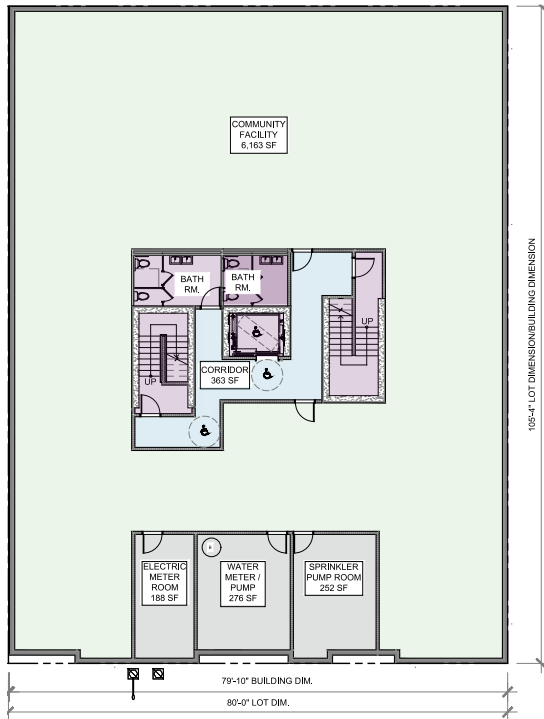 COMMUNITY
FACILITY
6,163 SF
BATH
RM.
BATH
RM.
UP
CORRIDOR
363 SF
UP
105'-4" LOT DIMENSION/BUILDING DIMENSION
ELECTRIC
METER
ROOM
188 SF
WATER
METER /
PUMP
276 SF
SPRINKLER
PUMP ROOM
252 SF
79'-10" BUILDING DIM.
80'-0" LOT DIM.